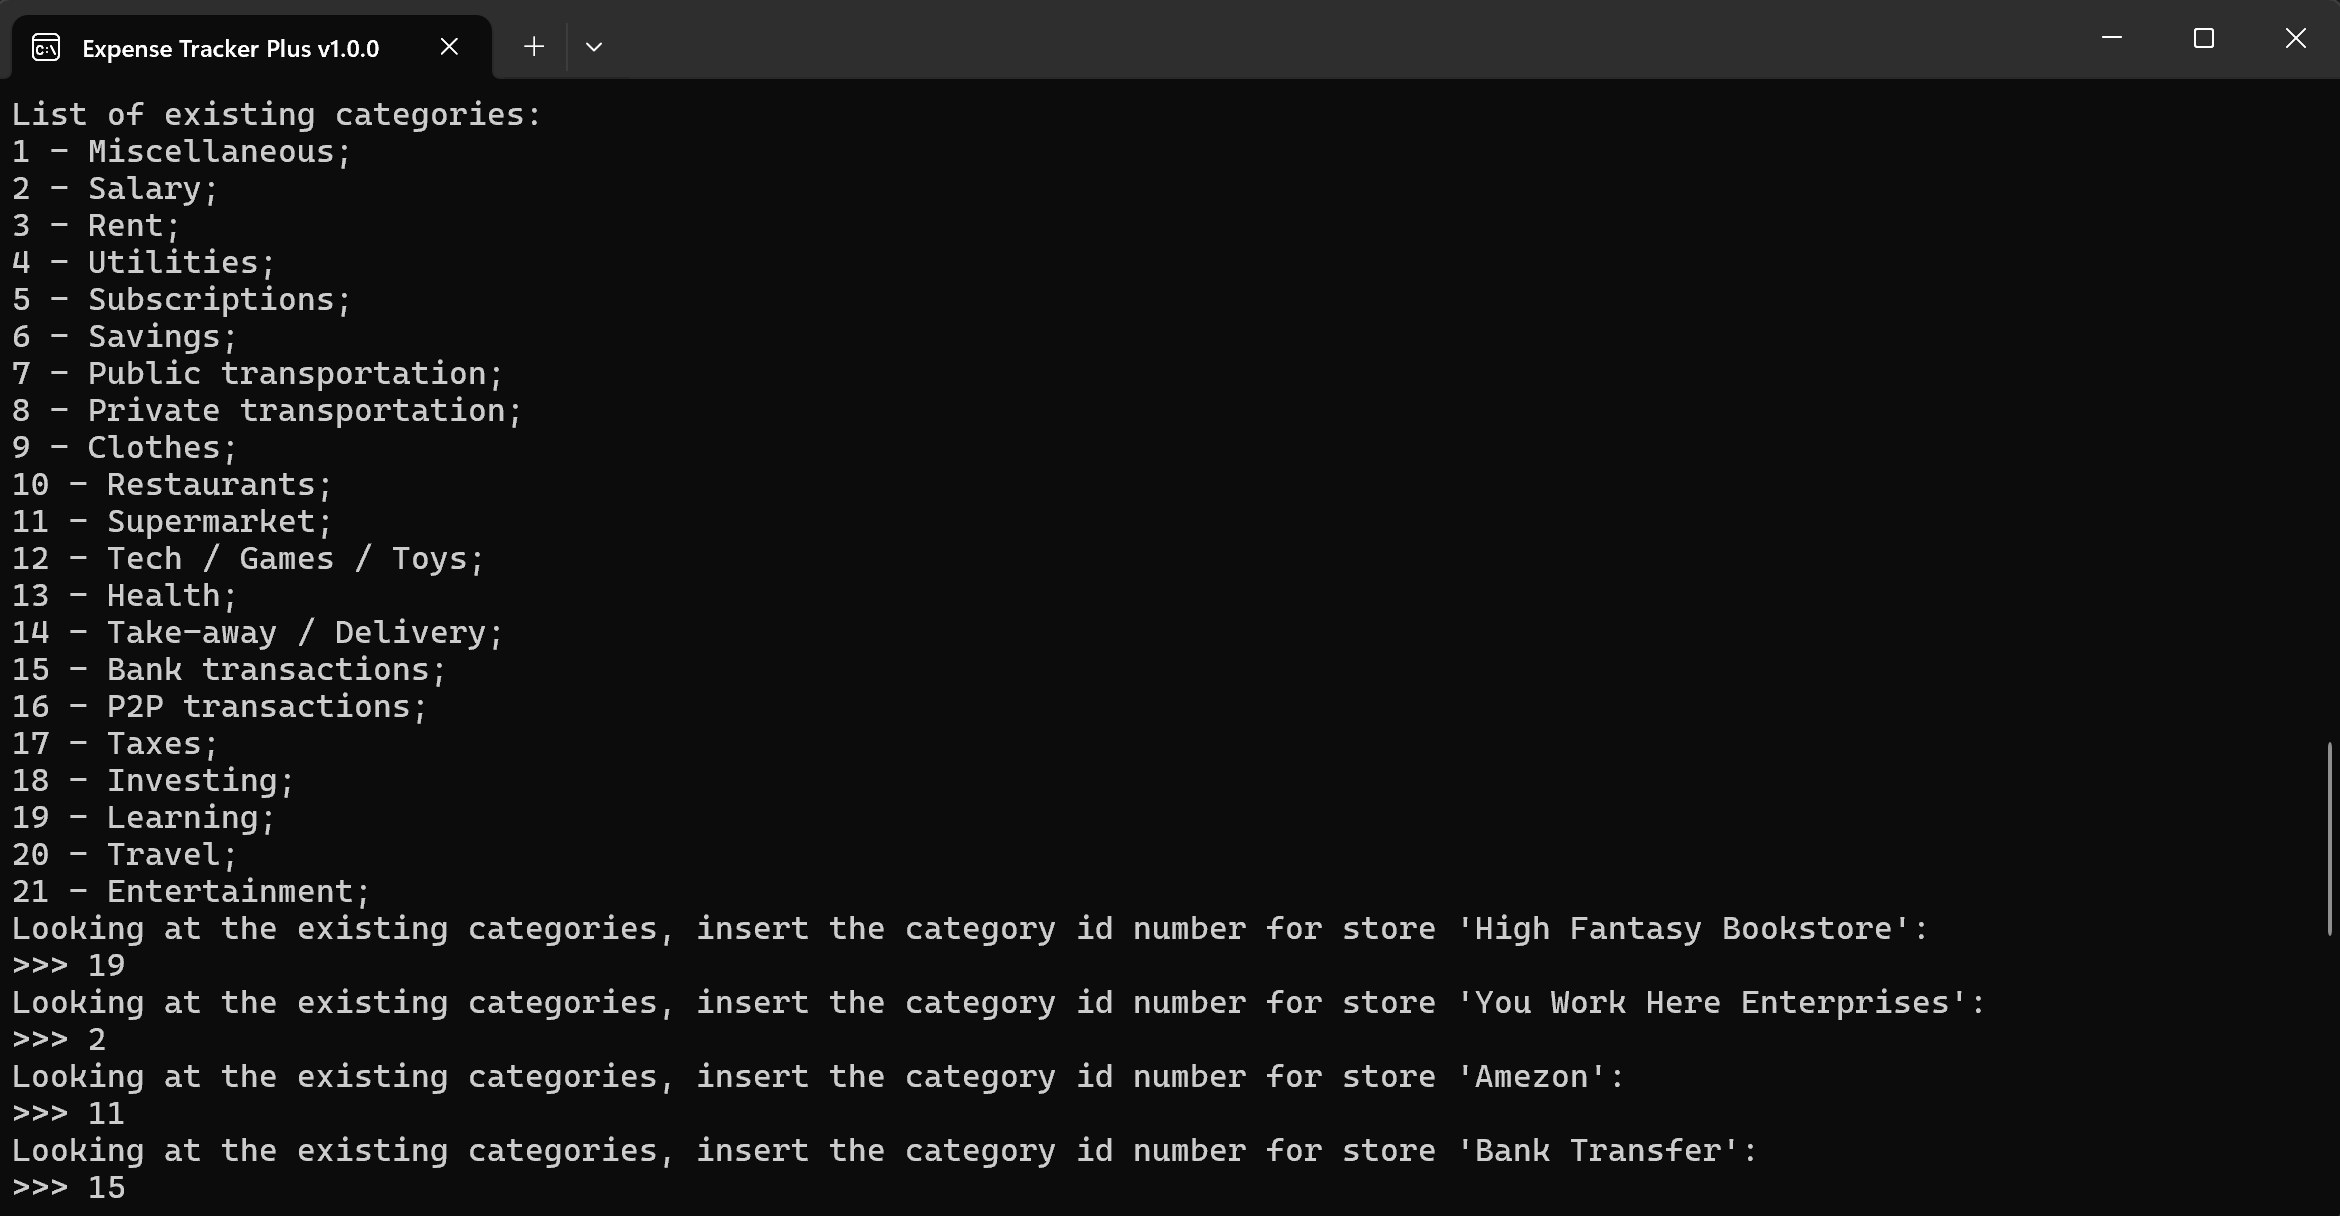 Expense Tracker Plus v1.0.0
List of existing categories:
1 - Miscellaneous;
2 - Salary;
3 - Rent;
4 - Utilities;
5 - Subscriptions;
6 - Savings;
7 - Public transportation;
8 - Private transportation;
9 - Clothes;
10 - Restaurants;
11 - Supermarket;
12 - Tech / Games / Toys;
13 - Health;
14 - Take-away / Delivery;
15 - Bank transactions;
16 - P2P transactions;
17 - Taxes;
18 - Investing;
19 - Learning;
20 - Travel;
21 - Entertainment;
Looking at the existing categories, insert the category id number for store 'High Fantasy Bookstore':
>>> 19
Looking at the existing categories, insert the category id number for store 'You Work Here Enterprises':
>>> 2
Looking at the existing categories, insert the category id number for store 'Amezon':
>>> 11
Looking at the existing categories, insert the category id number for store 'Bank Transfer':
>>> 15